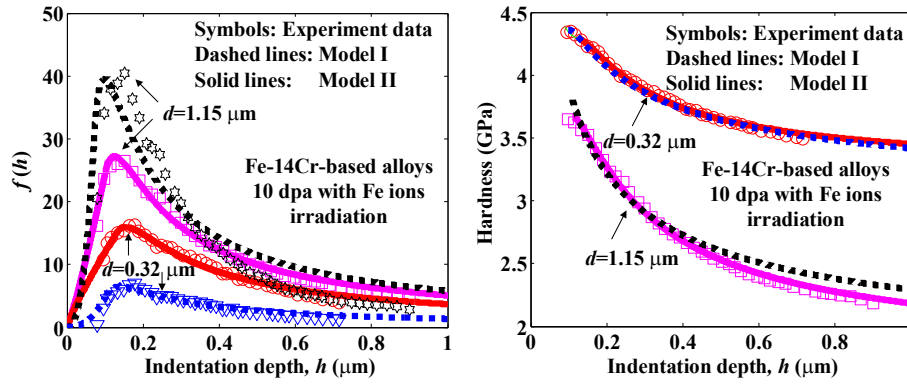 50
40
30
20
10
0
f (h)
Symbols: Experiment data
Dashed lines: Model I
Solid lines: Model II
d=1.15 μm
Fe-14Cr-based alloys
10 dpa with Fe ions
irradiation
d=0.32 μm
0 0.2 0.4 0.6 0.8 1
Indentation depth, h (μm)
4.5
4
3.5
3
2.5
2
Hardness (GPa)
Symbols: Experiment data
Dashed lines: Model I
Solid lines: Model II
d=0.32 μm
Fe-14Cr-based alloys
10 dpa with Fe ions
irradiation
d=1.15 μm
0 0.2 0.4 0.6 0.8
Indentation depth, h (μm)